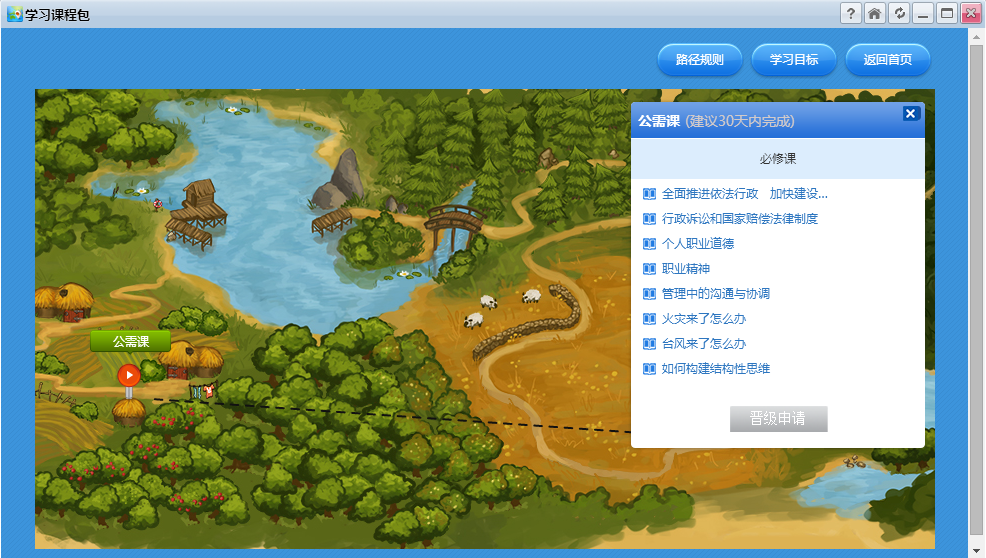 学习课程包
路径规则
学习目标
返回首页
公需课 (建议30天内完成)
必修课
全面推进依法行政 加快建设...
行政诉讼和国家赔偿法律制度
个人职业道德
职业精神
管理中的沟通与协调
火灾来了怎么办
台风来了怎么办
如何构建结构性思维
晋级申请
公需课